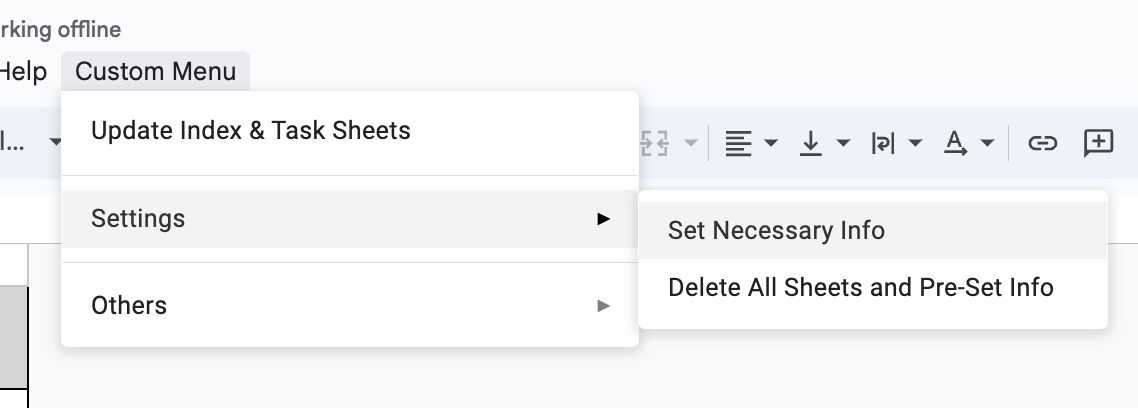 rking offline
Help
Custom Menu
Update Index & Task Sheets
Settings
Set Necessary Info
Delete All Sheets and Pre-Set Info
Others